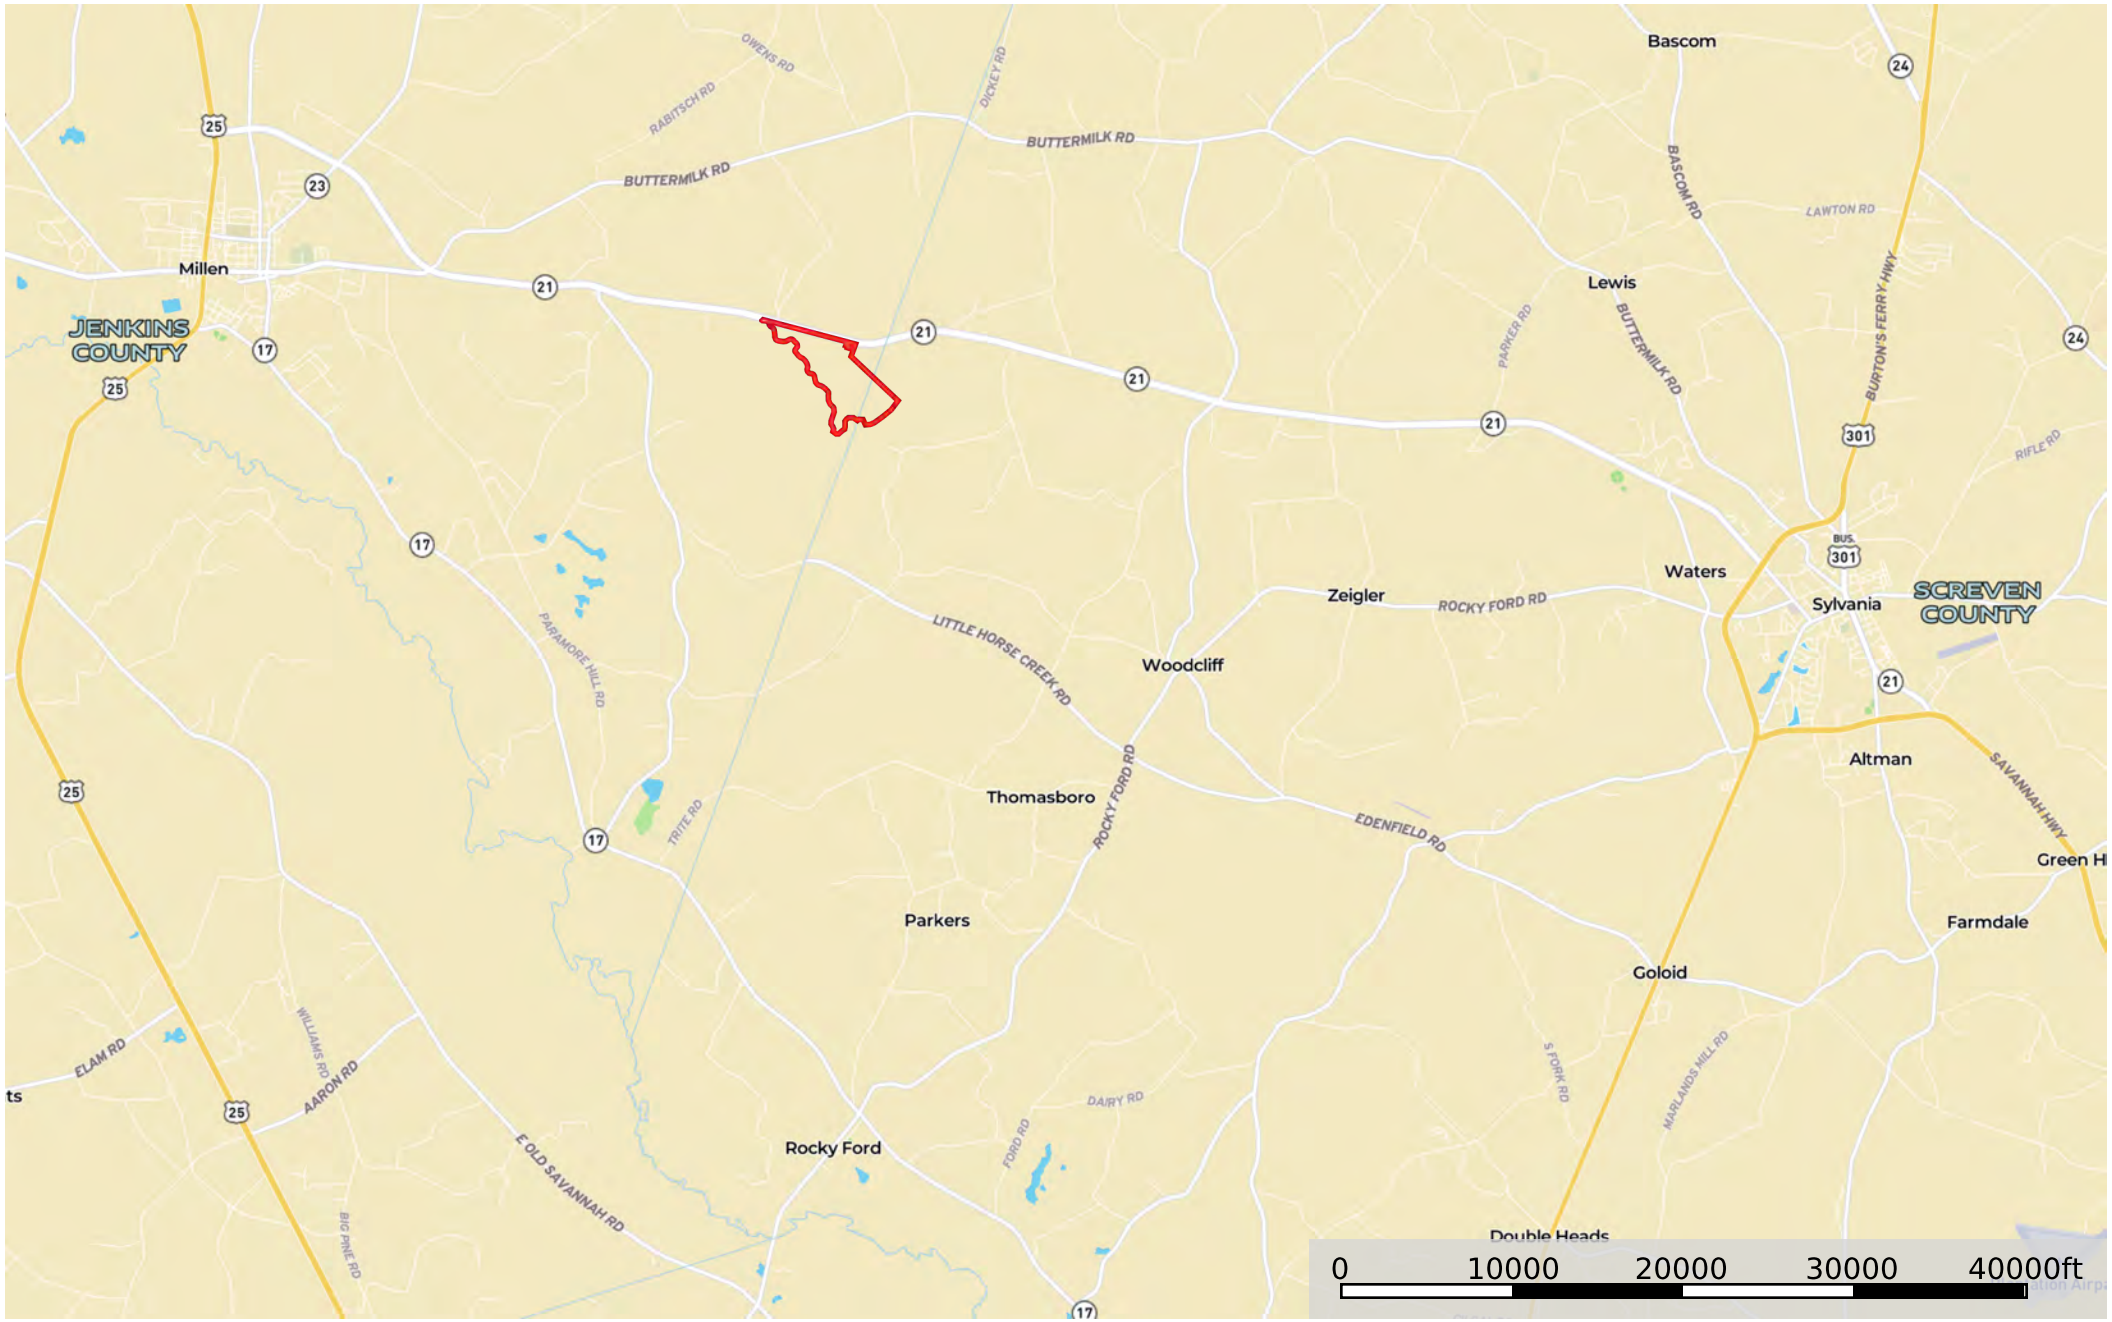 Bascom
24
OWENS RD
DICKEY RD
RABITSCH RD
25
BUTTERMILK RD
BUTTERMILK RD
23
BASCOM RD
LAWTON RD
Millen
21
Lewis
BURTON'S FERRY HWY
JENKINS
COUNTY
17
21
PARKER RD
BUTTERMILK RD
24
25
21
21
301
RIFLE RD
17
BUS.
301
Waters
Zeigler
ROCKY FORD RD
Sylvania
SCREVEN
COUNTY
PARAMORE HILL RD
LITTLE HORSE CREEK RD
Woodcliff
21
25
TRITE RD
Thomasboro
ROCKY FORD RD
Altman
SAVANNAH HWY
17
EDENFIELD RD
Green H
Parkers
Farmdale
Goloid
WILLIAMS RD
ELAM RD
AARON RD
S FORK RD
MARLANDS MILL RD
ts
25
DAIRY RD
E OLD SAVANNAH RD
Rocky Ford
FORD RD
BIG PINE RD
Double Heads
0 10000 20000 30000 40000ft
17